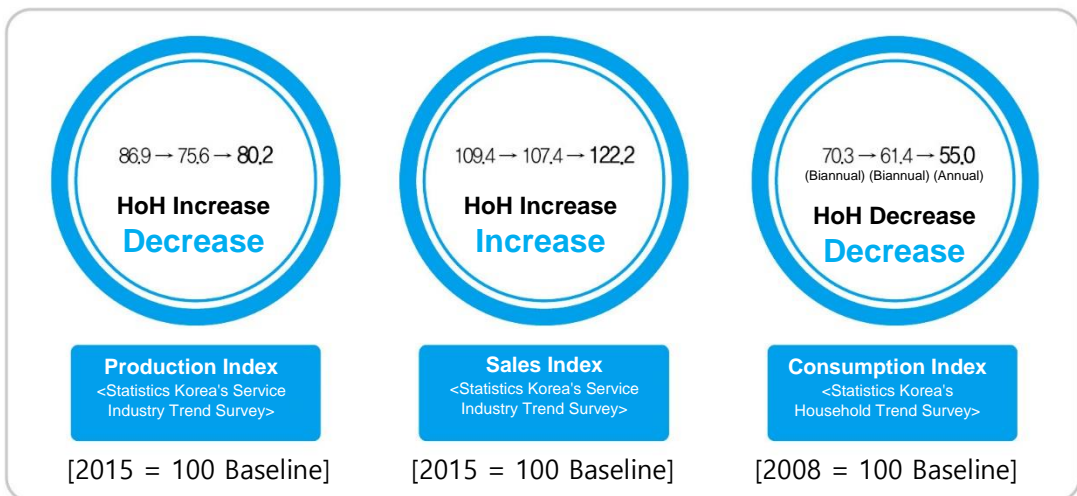 86.9 → 75.6 → 80.2
HoH Increase
Decrease
Production Index
<Statistics Korea's Service
Industry Trend Survey>
[2015 = 100 Baseline]
109.4 → 107.4 → 122.2
HoH Increase
Increase
Sales Index
<Statistics Korea's Service
Industry Trend Survey>
[2015 = 100 Baseline]
70.3 → 61.4 → 55.0
(Biannual) (Biannual) (Annual)
HoH Decrease
Decrease
Consumption Index
<Statistics Korea's
Household Trend Survey>
[2008 = 100 Baseline]